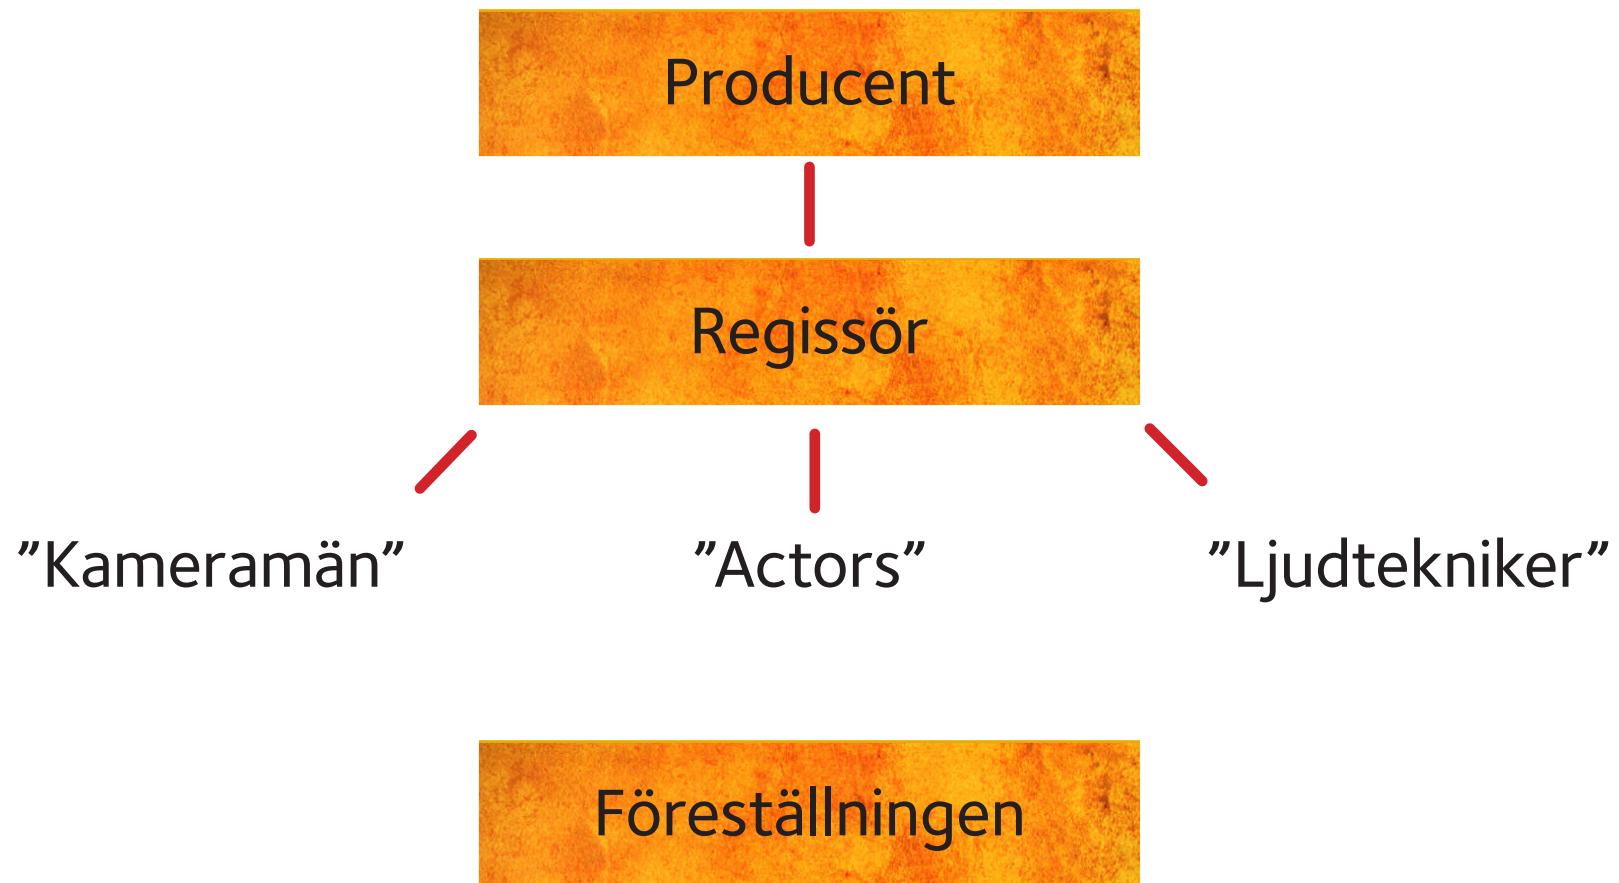 Producent
Regissör
”Kameramän”
”Actors”
”Ljudtekniker”
Föreställningen